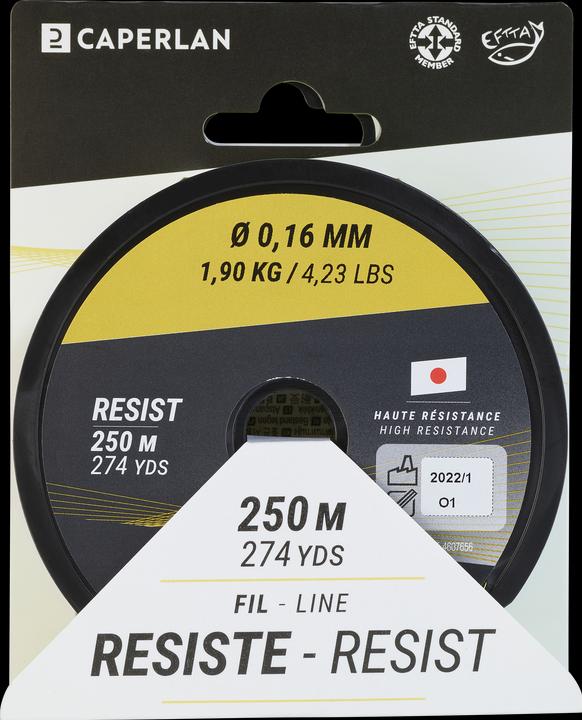 CAPERLAN
EFTTA STANDARD
MEMBER
EFTTA
Ø 0,16 MM
1,90 KG / 4,23 LBS
RESIST
250 M
274 YDS
HAUTE RÉSISTANCE
HIGH RESISTANCE
2022/1
O1
4607656
250 M
274 YDS
FIL - LINE
RESISTE - RESIST